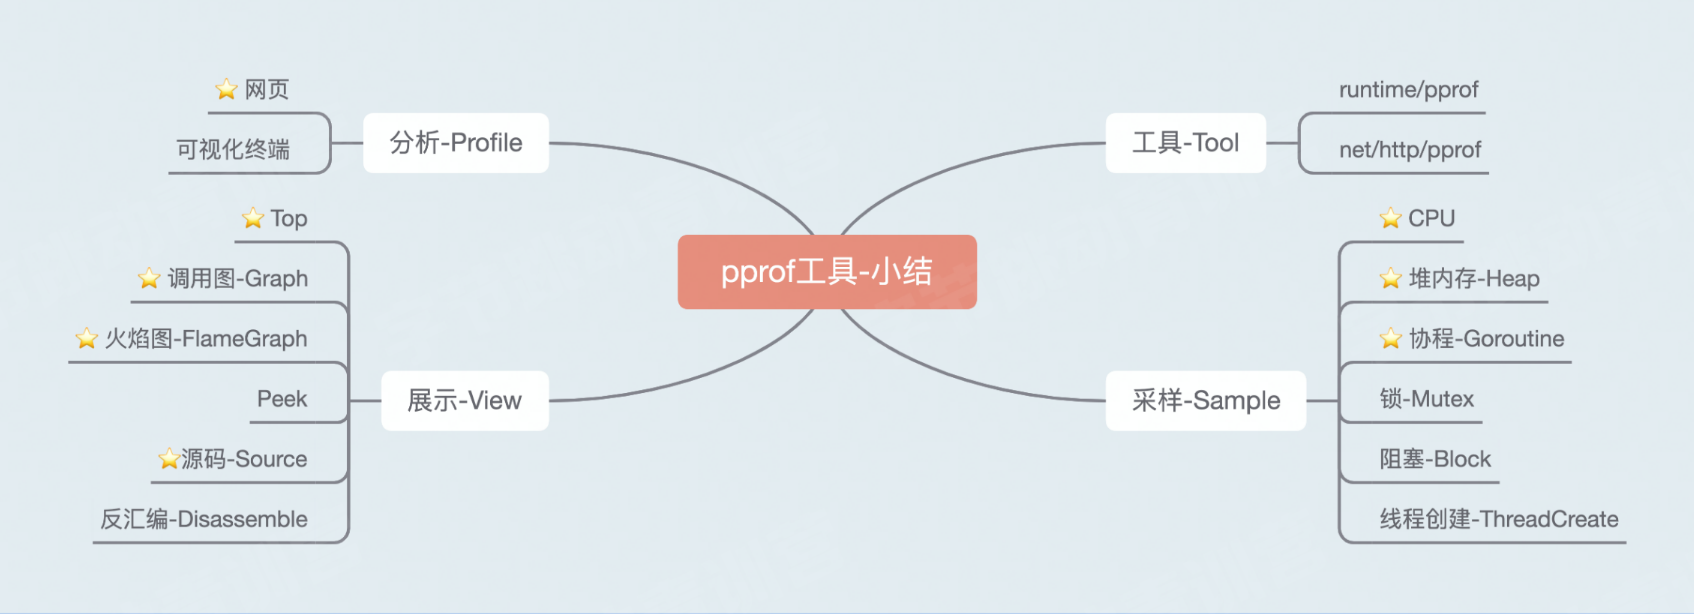 pprof工具-小结
分析-Profile
⭐ 网页
可视化终端
展示-View
⭐ Top
⭐ 调用图-Graph
⭐ 火焰图-FlameGraph
Peek
⭐源码-Source
反汇编-Disassemble
工具-Tool
runtime/pprof
net/http/pprof
采样-Sample
⭐ CPU
⭐ 堆内存-Heap
⭐ 协程-Goroutine
锁-Mutex
阻塞-Block
线程创建-ThreadCreate